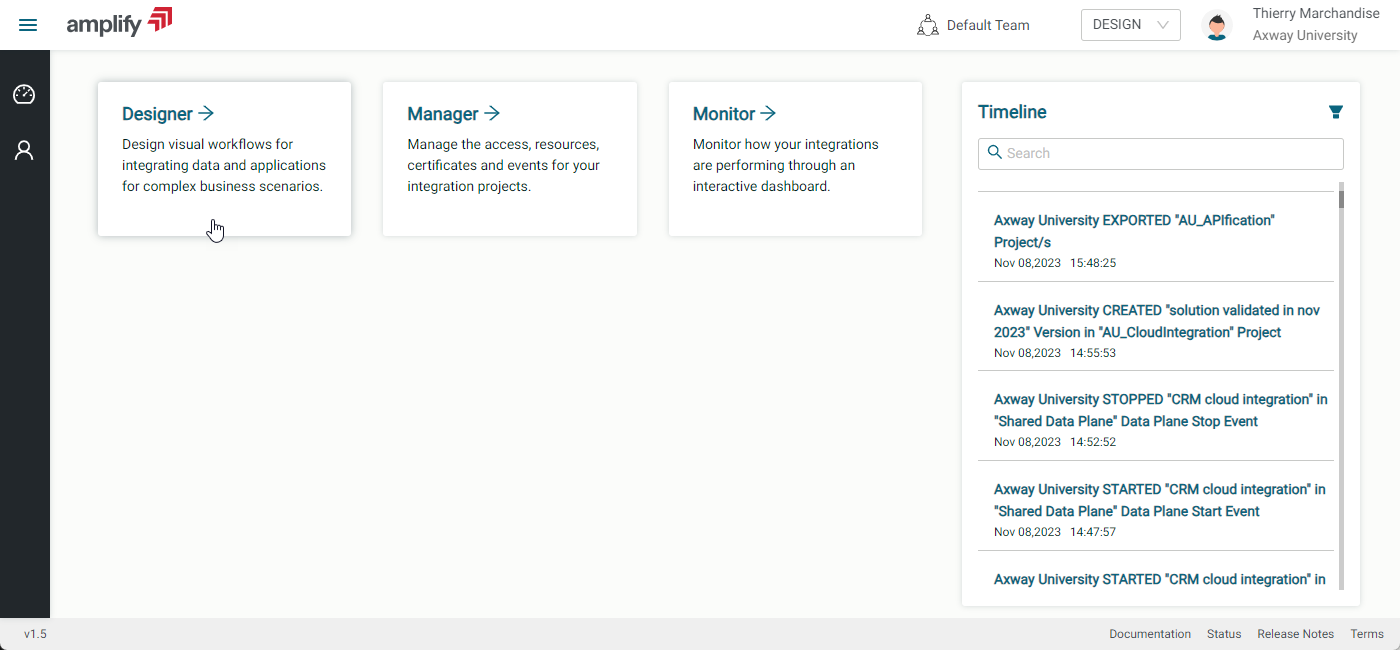 amplify
Default Team
DESIGN
Thierry Marchandise
Axway University
Designer
Design visual workflows for
integrating data and applications
for complex business scenarios.
Manager
Manage the access, resources,
certificates and events for your
integration projects.
Monitor
Monitor how your integrations
are performing through an
interactive dashboard.
Timeline
Search
Axway University EXPORTED "AU_APIfication"
Project/s
Nov 08,2023 15:48:25
Axway University CREATED "solution validated in nov
2023" Version in "AU_CloudIntegration" Project
Nov 08,2023 14:55:53
Axway University STOPPED "CRM cloud integration" in
"Shared Data Plane" Data Plane Stop Event
Nov 08,2023 14:52:52
Axway University STARTED "CRM cloud integration" in
"Shared Data Plane" Data Plane Start Event
Nov 08,2023 14:47:57
Axway University STARTED "CRM cloud integration" in
v1.5
Documentation Status Release Notes Terms